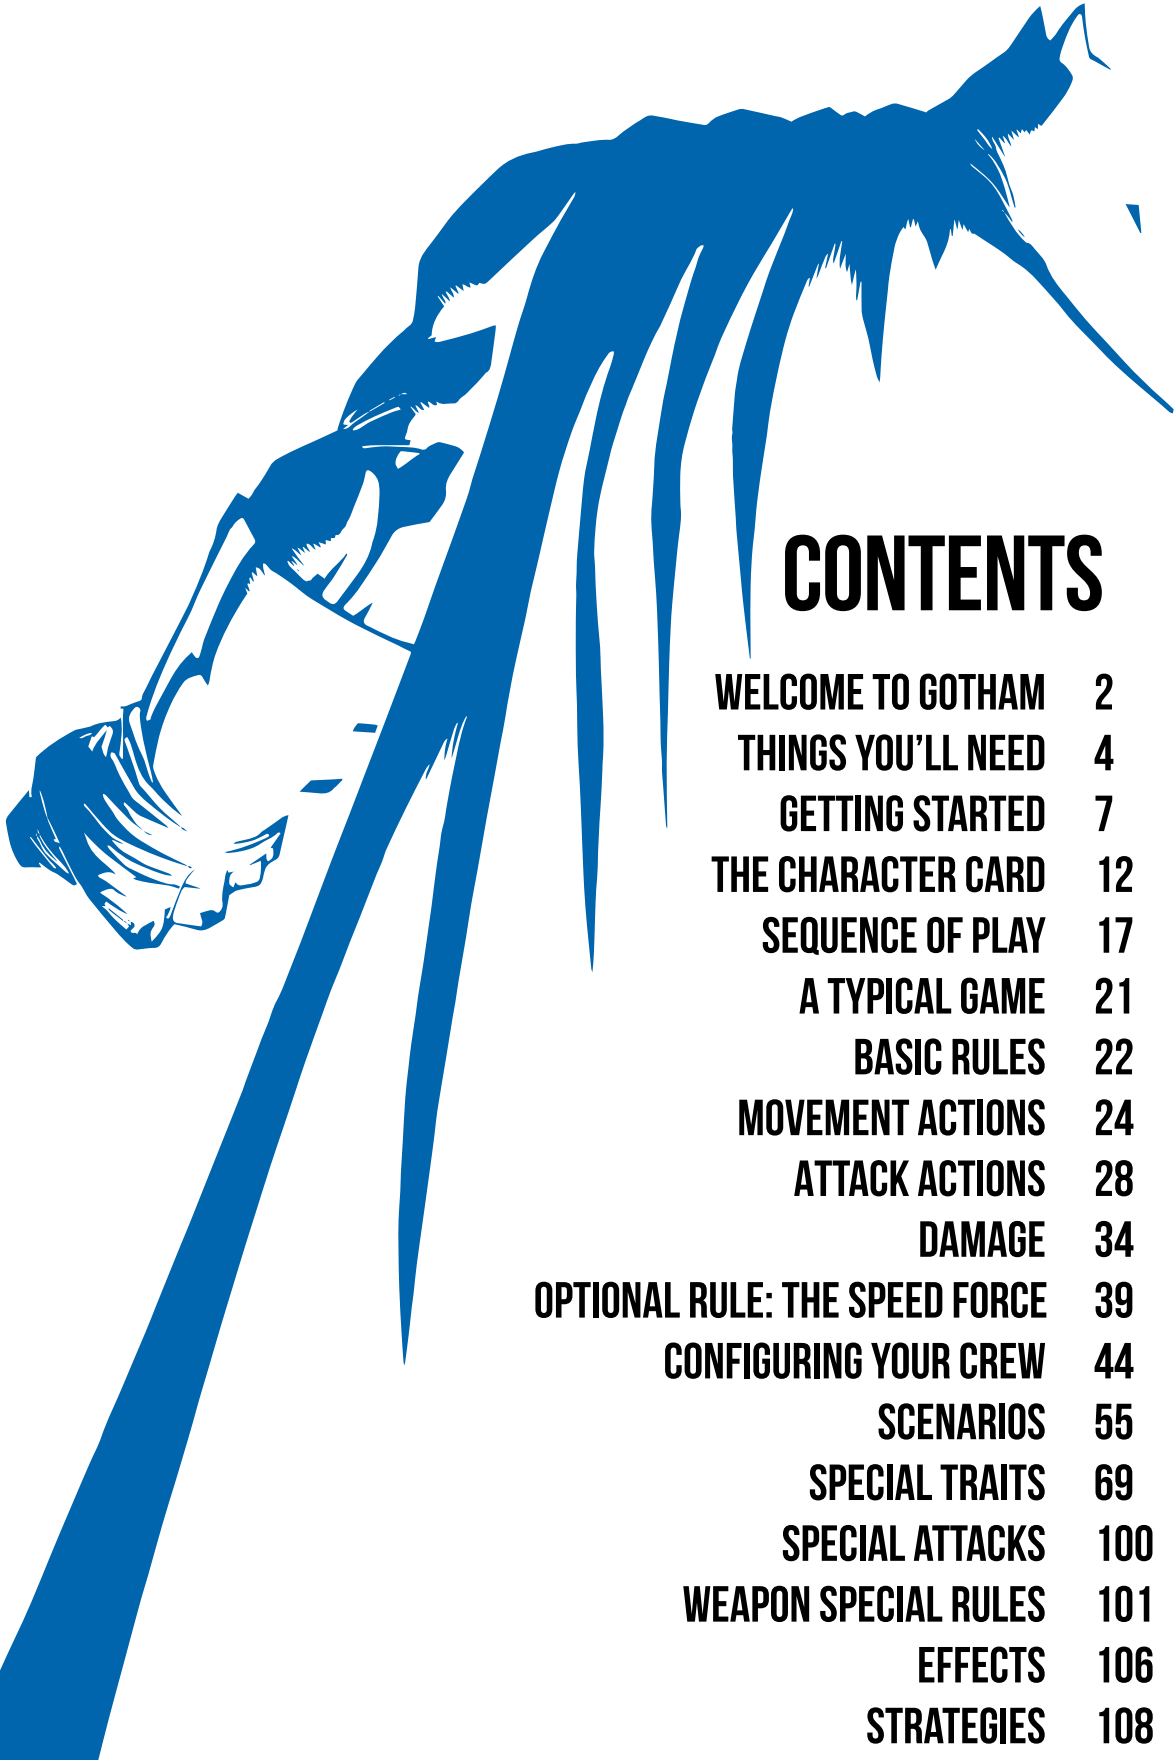 CONTENTS
WELCOME TO GOTHAM 2
THINGS YOU'LL NEED 4
GETTING STARTED 7
THE CHARACTER CARD 12
SEQUENCE OF PLAY 17
A TYPICAL GAME 21
BASIC RULES 22
MOVEMENT ACTIONS 24
ATTACK ACTIONS 28
DAMAGE 34
OPTIONAL RULE: THE SPEED FORCE 39
CONFIGURING YOUR CREW 44
SCENARIOS 55
SPECIAL TRAITS 69
SPECIAL ATTACKS 100
WEAPON SPECIAL RULES 101
EFFECTS 106
STRATEGIES 108